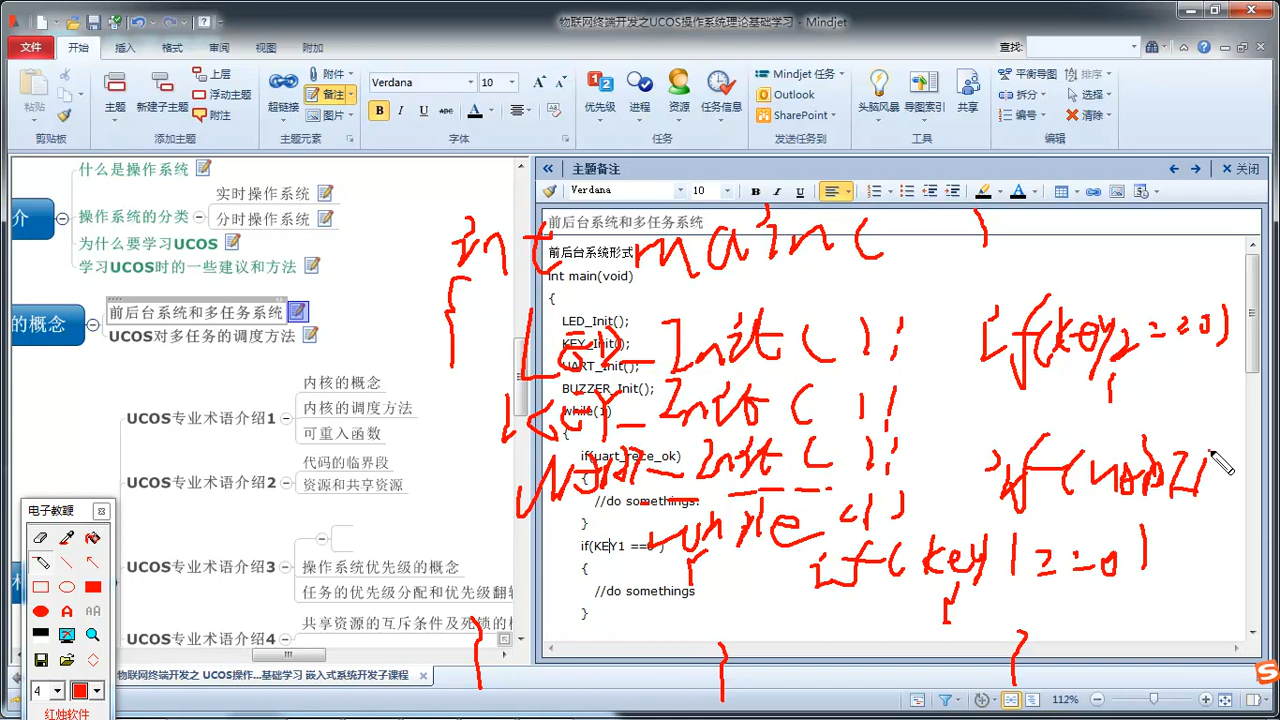 物联网终端开发之UCOS操作系统理论基础学习 - Mindjet
文件 开始 插入 格式 审阅 视图 附加 查找:
粘贴 主题 新建子主题 上层 浮动主题 附注 超链接 附件 备注 图片 Verdana 10 优先级 进程 资源 任务信息 Mindjet 任务 Outlook SharePoint 头脑风暴 导图索引 共享 平衡导图 拆分 编号 排序 选择 清除
剪贴板 添加主题 主题元素 字体 任务 发送任务到 工具 编辑
什么是操作系统
介
操作系统的分类
实时操作系统
分时操作系统
为什么要学习UCOS
学习UCOS时的一些建议和方法
的概念
前后台系统和多任务系统
UCOS对多任务的调度方法
UCOS专业术语介绍1
内核的概念
内核的调度方法
可重入函数
UCOS专业术语介绍2
代码的临界段
资源和共享资源
UCOS专业术语介绍3
操作系统优先级的概念
任务的优先级分配和优先级翻转
UCOS专业术语介绍4
共享资源的互斥条件及死锁的
主题备注 关闭
Verdana 10
前后台系统和多任务系统
前后台系统形式
int main(void)
{
LED_Init();
KEY_Init();
UART_Init();
BUZZER_Init();
while(1)
{
if(uart_rece_ok)
{
//do somethings
}
if(KEY1 ==0 )
{
//do somethings
}
int main( )
{
LED_Init( );
KEY_Init( );
_Init( );
while(1)
if(key1==0)
if(key2==0)
if(
}
}
}
电子教鞭
4
红烛软件
物联网终端开发之UCOS操作...基础学习 嵌入式系统开发子课程
112%